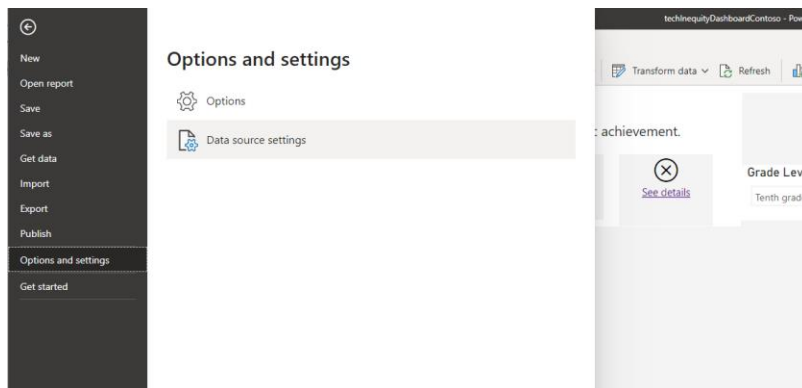 New
Open report
Save
Save as
Get data
Import
Export
Publish
Options and settings
Get started
Options and settings
Options
Data source settings
techInequityDashboardContoso - Pow
Transform data
Refresh
achievement.
See details
Grade Lev
Tenth grad